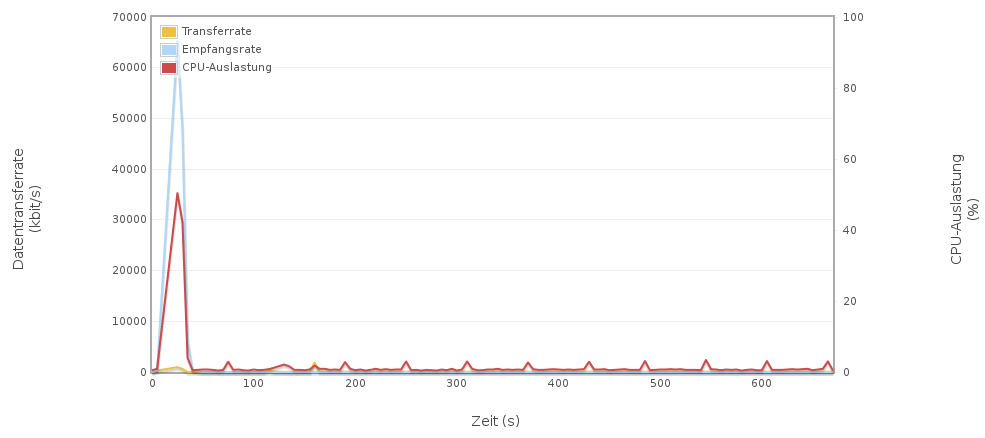 70000
60000
50000
40000
30000
20000
10000
0
Transferrate
Empfangsrate
CPU-Auslastung
100
80
60
40
20
0
Datentransferrate
(kbit/s)
CPU-Auslastung
(%)
0 100 200 300 400 500 600
Zeit (s)